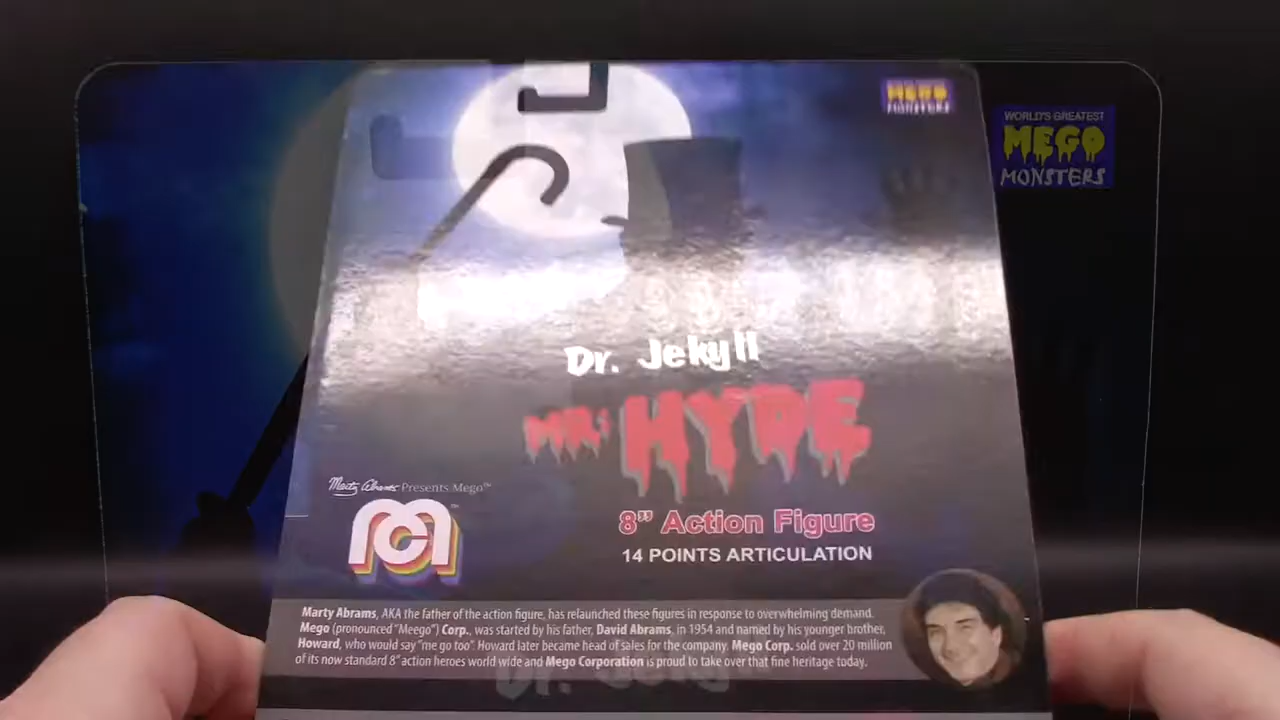 MEGO
MONSTERS
WORLD'S GREATEST
MEGO
MONSTERS
Dr. Jekyll
MR. HYDE
Marty Abrams Presents Mego™
8” Action Figure
14 POINTS ARTICULATION
Marty Abrams, AKA the father of the action figure, has relaunched these figures in response to overwhelming demand.
Mego (pronounced “Meego”) Corp., was started by his father, David Abrams, in 1954 and named by his younger brother,
Howard, who would say “me go too”. Howard later became head of sales for the company. Mego Corp. sold over 20 million
of its now standard 8” action heroes world wide and Mego Corporation is proud to take over that fine heritage today.
Dr. Jekyll